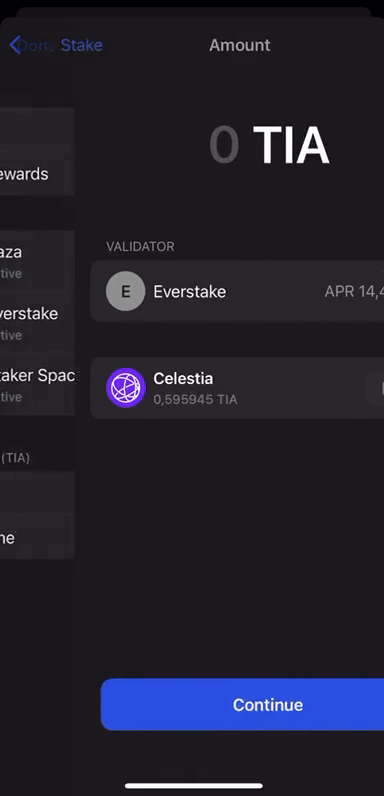 Done Stake
Amount
0 TIA
ewards
VALIDATOR
aza
tive
E
Everstake
APR 14,4
verstake
tive
taker Spac
tive
Celestia
0,595945 TIA
(TIA)
ne
Continue